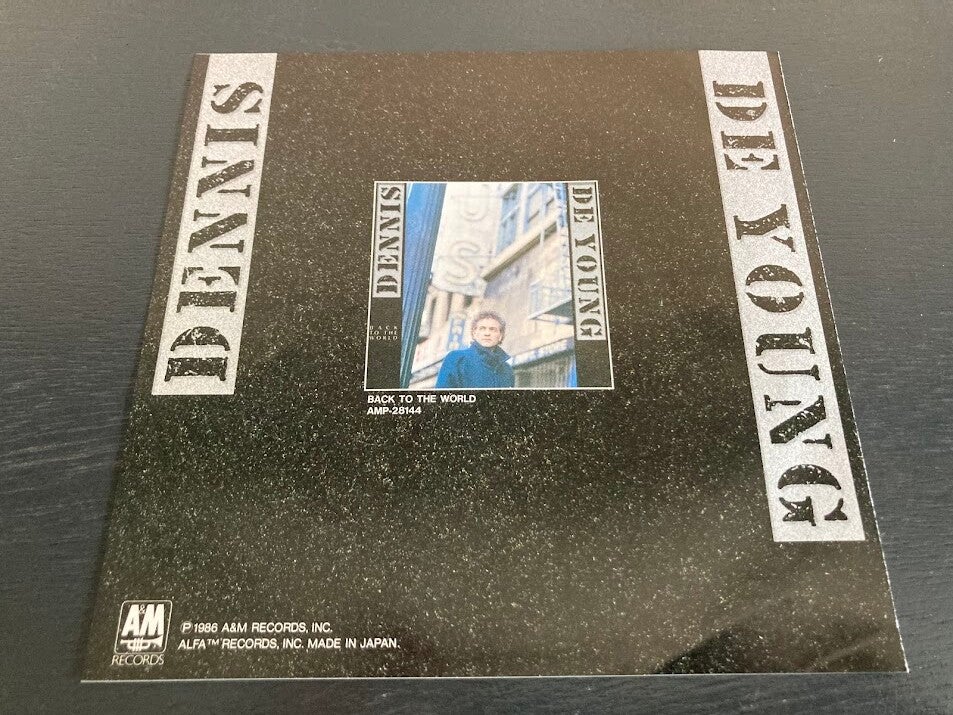 DENNIS
DE YOUNG
DENNIS
DE YOUNG
BACK
TO THE
WORLD
BACK TO THE WORLD
AMP-28144
A&M
RECORDS
℗1986 A&M RECORDS, INC.
ALFA™ RECORDS, INC. MADE IN JAPAN.